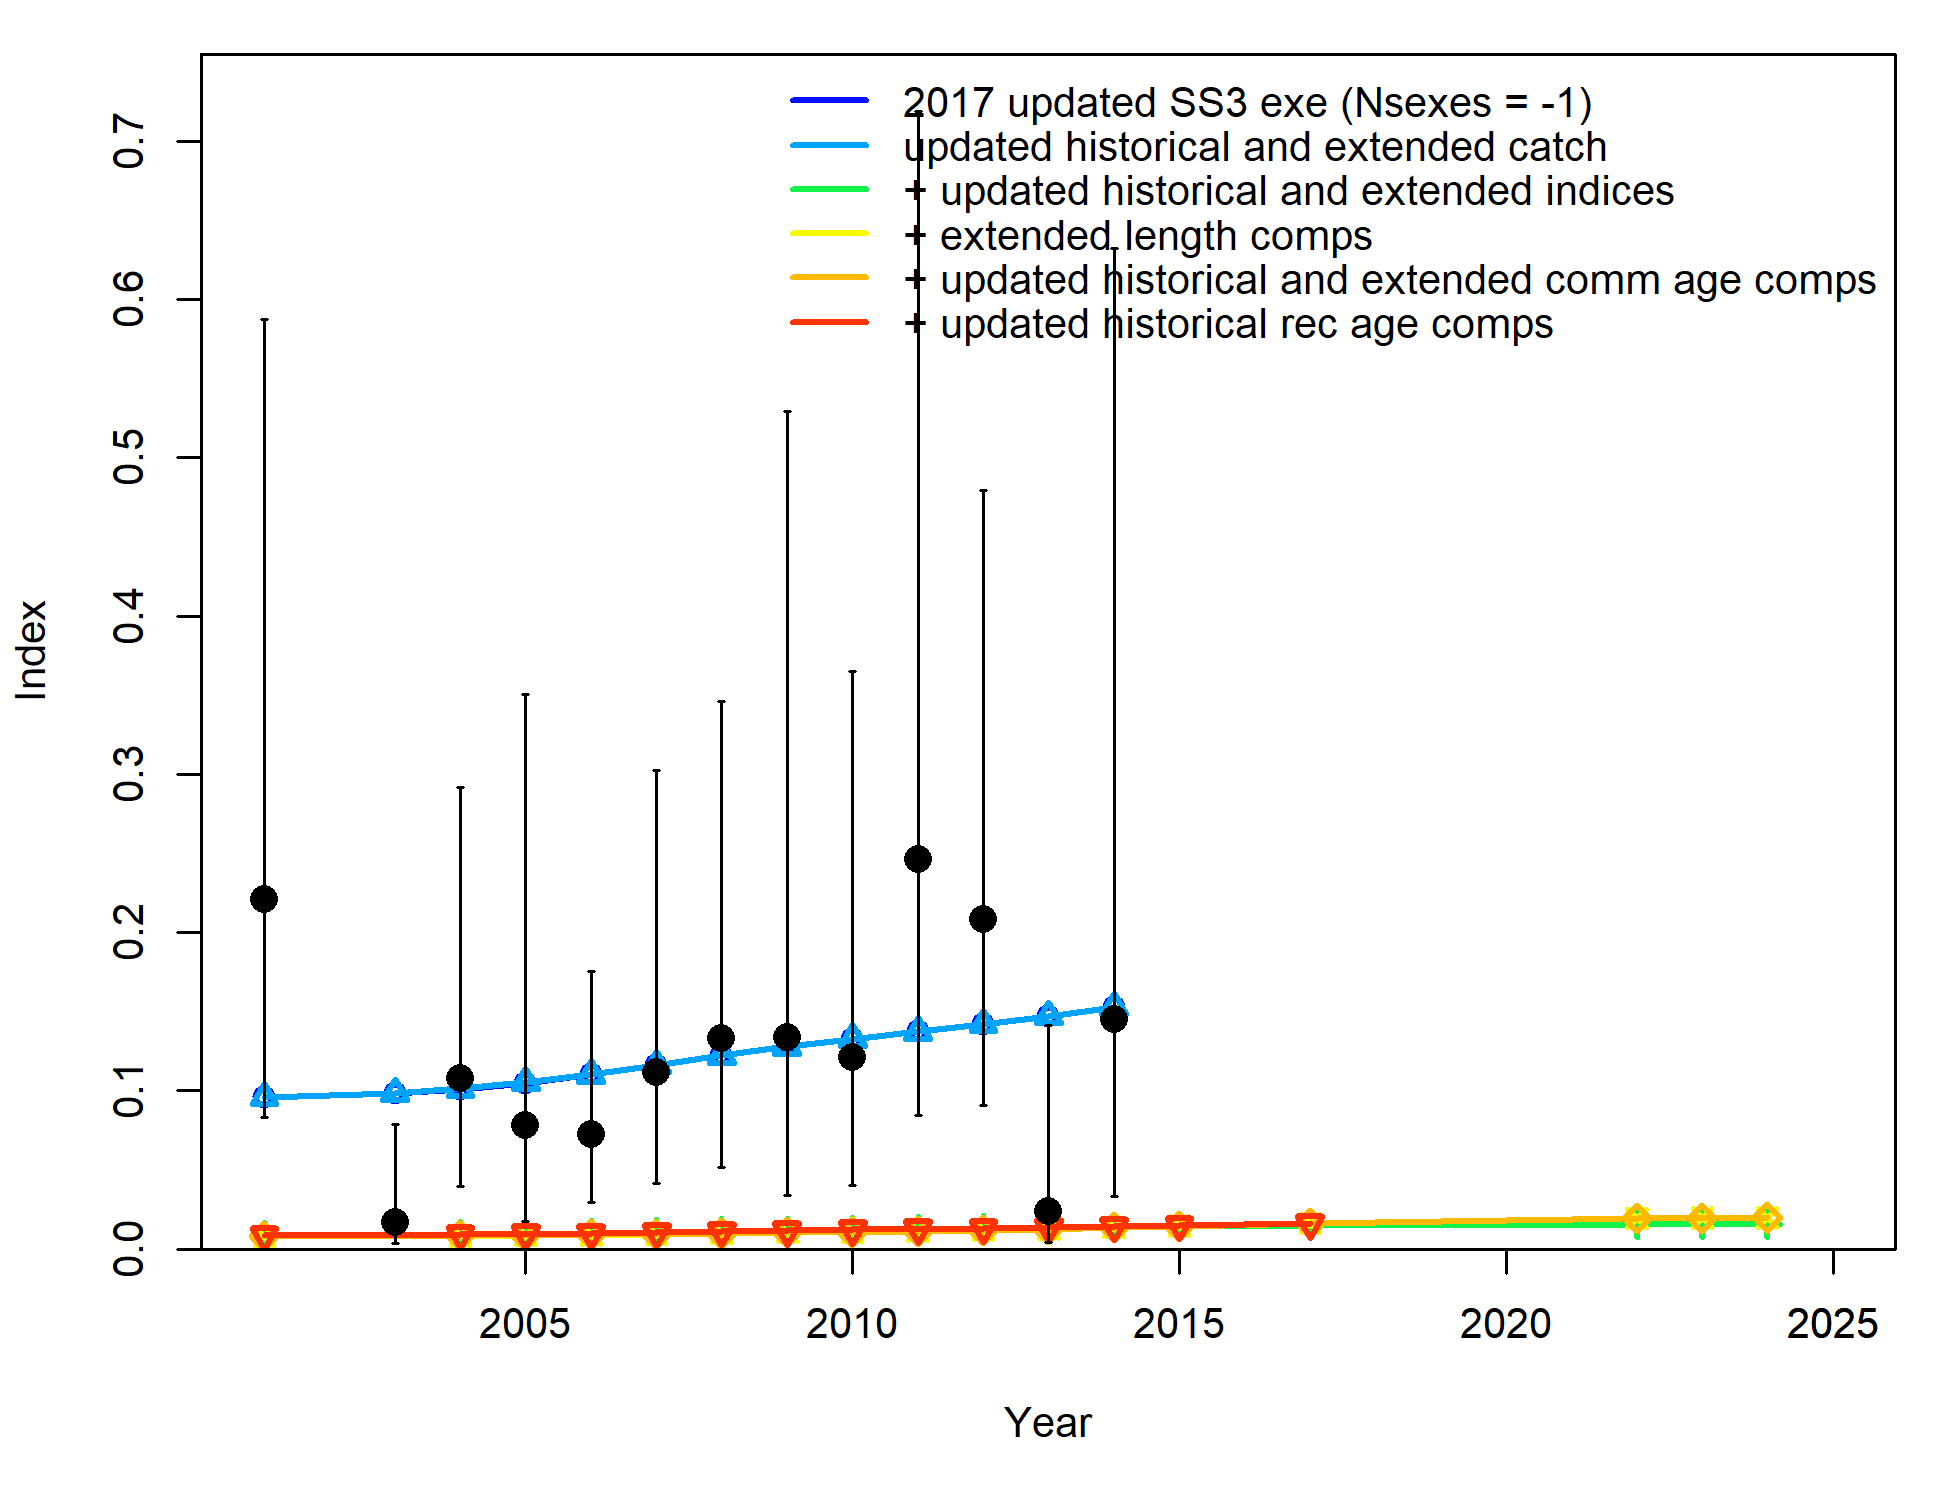 2017 updated SS3 exe (Nsexes = -1)
updated historical and extended catch
+ updated historical and extended indices
+ extended length comps
+ updated historical and extended comm age comps
+ updated historical rec age comps
0.7
0.6
0.5
0.4
0.3
0.2
0.1
0.0
Index
2005 2010 2015 2020 2025
Year